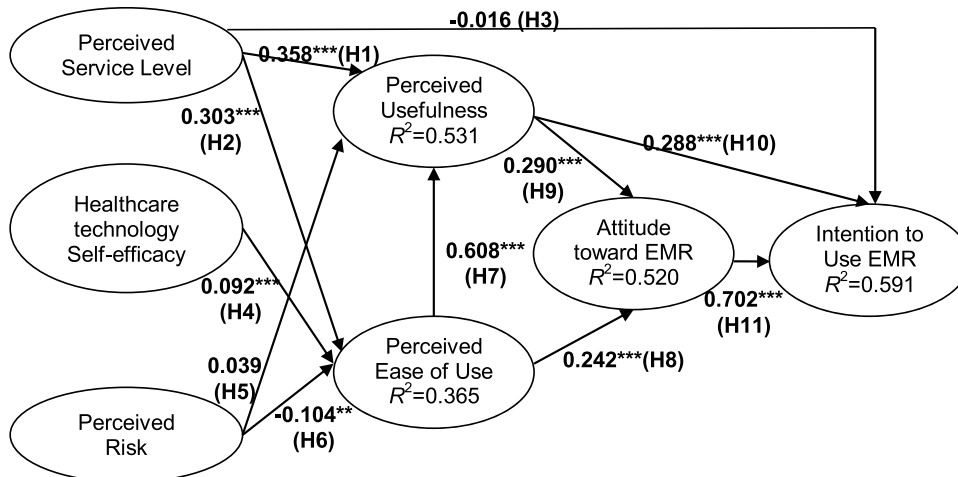 -0.016 (H3)
Perceived
Service Level
0.358***(H1)
Perceived
Usefulness
R²=0.531
0.303***
(H2)
0.288***(H10)
0.290***
(H9)
Healthcare
technology
Self-efficacy
Attitude
toward EMR
R²=0.520
Intention to
Use EMR
R²=0.591
0.608***
(H7)
0.092***
(H4)
0.702***
(H11)
Perceived
Ease of Use
R²=0.365
0.242***(H8)
0.039
(H5)
-0.104**
(H6)
Perceived
Risk